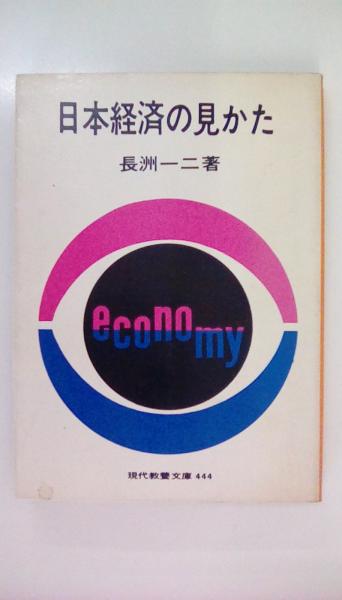 日本経済の見かた
長洲一二著
economy
現代教養文庫 444